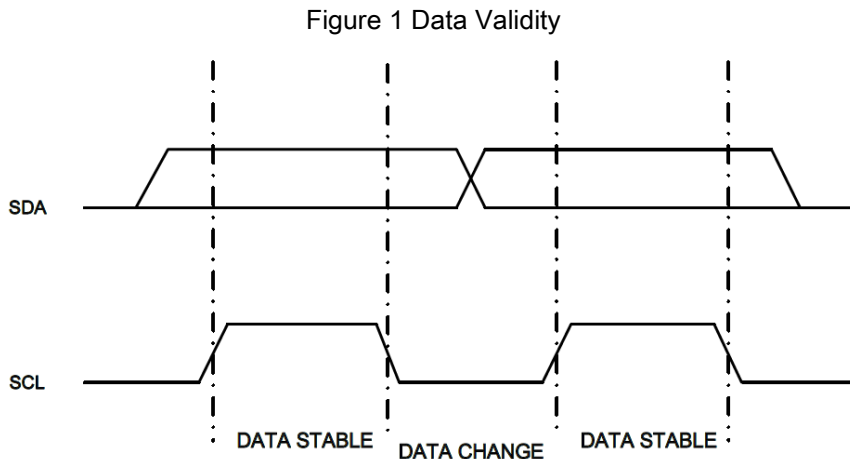 Figure 1 Data Validity
SDA
SCL
DATA STABLE
DATA CHANGE
DATA STABLE